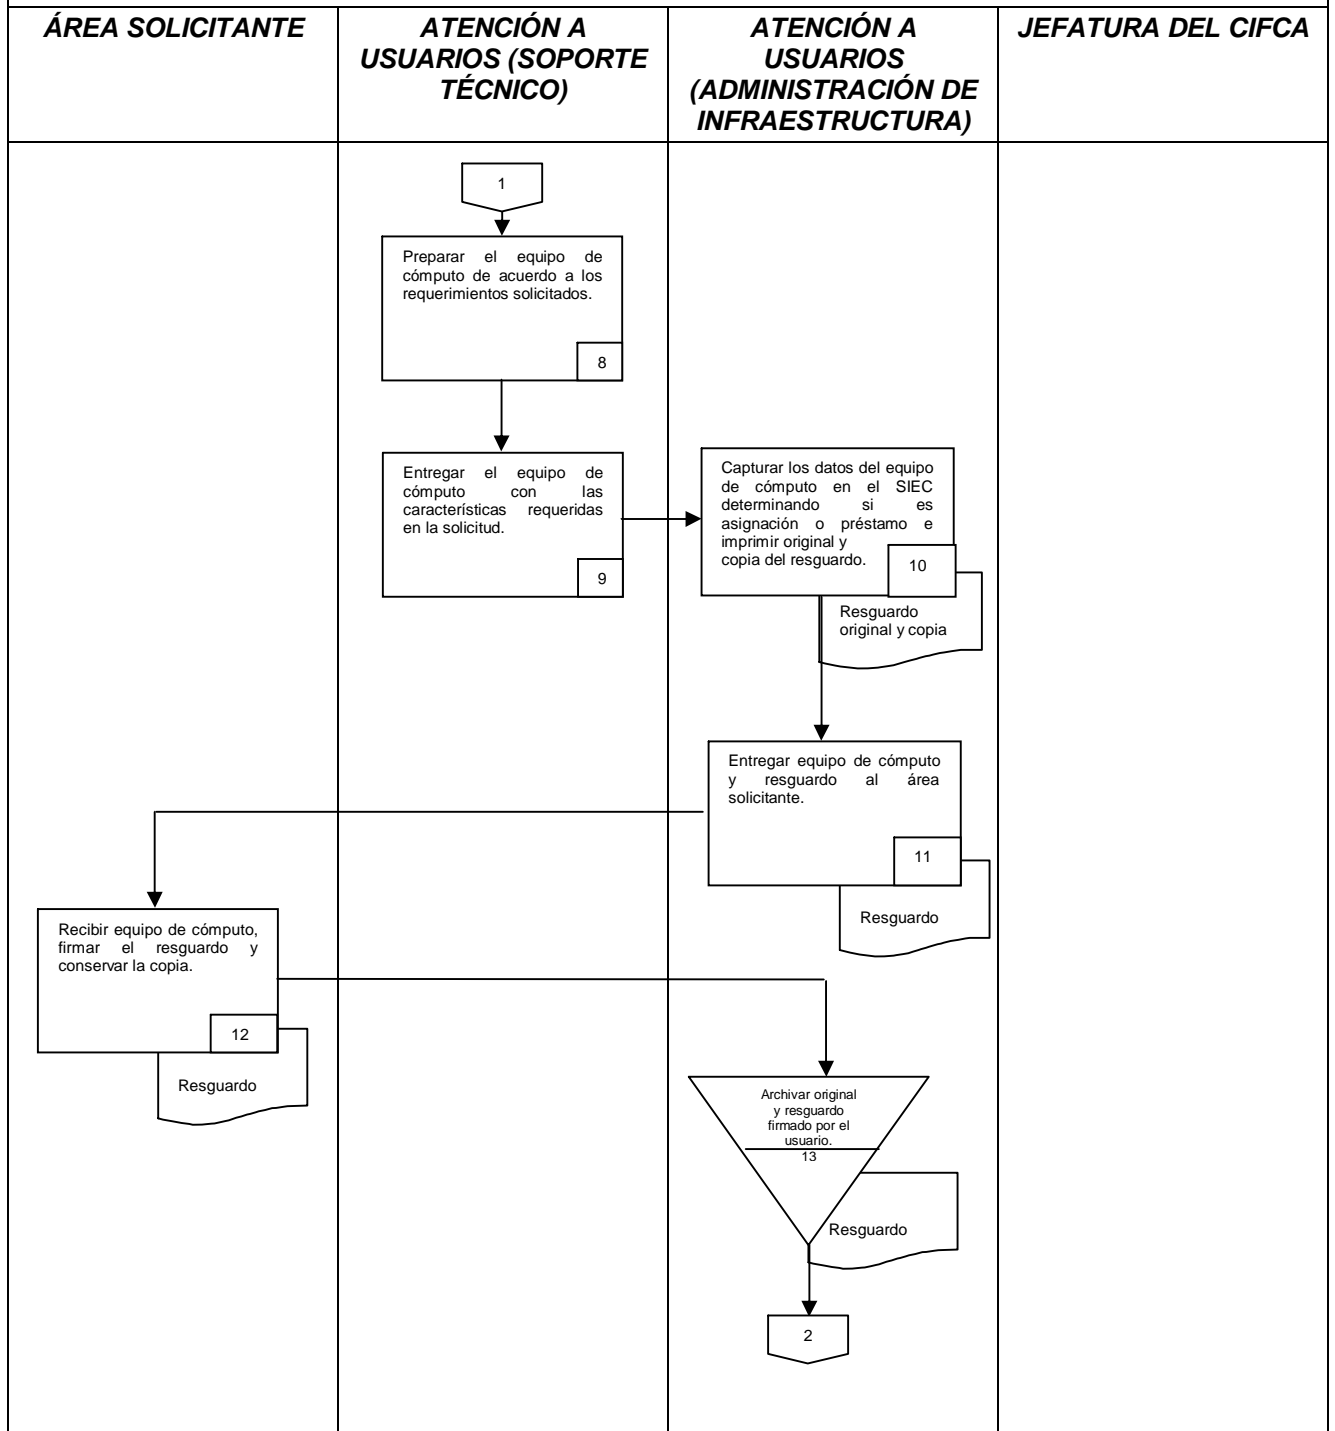 ÁREA SOLICITANTE
ATENCIÓN A
USUARIOS (SOPORTE
TÉCNICO)
ATENCIÓN A
USUARIOS
(ADMINISTRACIÓN DE
INFRAESTRUCTURA)
JEFATURA DEL CIFCA
1
Preparar el equipo de
cómputo de acuerdo a los
requerimientos solicitados.
8
Entregar el equipo de
cómputo con las
características requeridas
en la solicitud.
9
Capturar los datos del equipo
de cómputo en el SIEC
determinando si es
asignación o préstamo e
imprimir original y
copia del resguardo.
10
Resguardo
original y copia
Entregar equipo de cómputo
y resguardo al área
solicitante.
11
Resguardo
Recibir equipo de cómputo,
firmar el resguardo y
conservar la copia.
12
Resguardo
Archivar original
y resguardo
firmado por el
usuario.
13
Resguardo
2